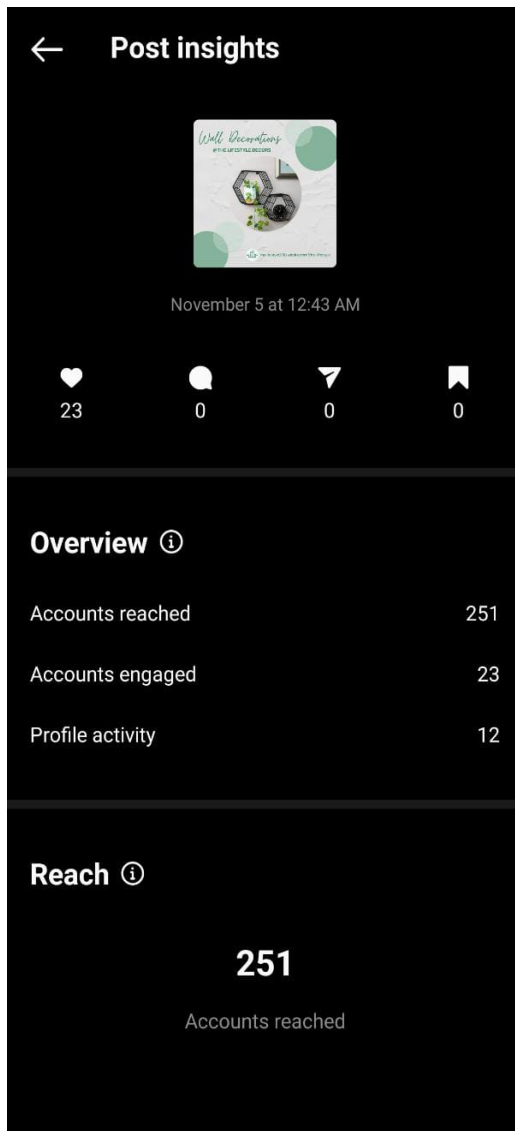 Post insights
Wall Decorations
@THELIFESTYLEDECORS
November 5 at 12:43 AM
23 0 0 0
Overview
Accounts reached 251
Accounts engaged 23
Profile activity 12
Reach
251
Accounts reached